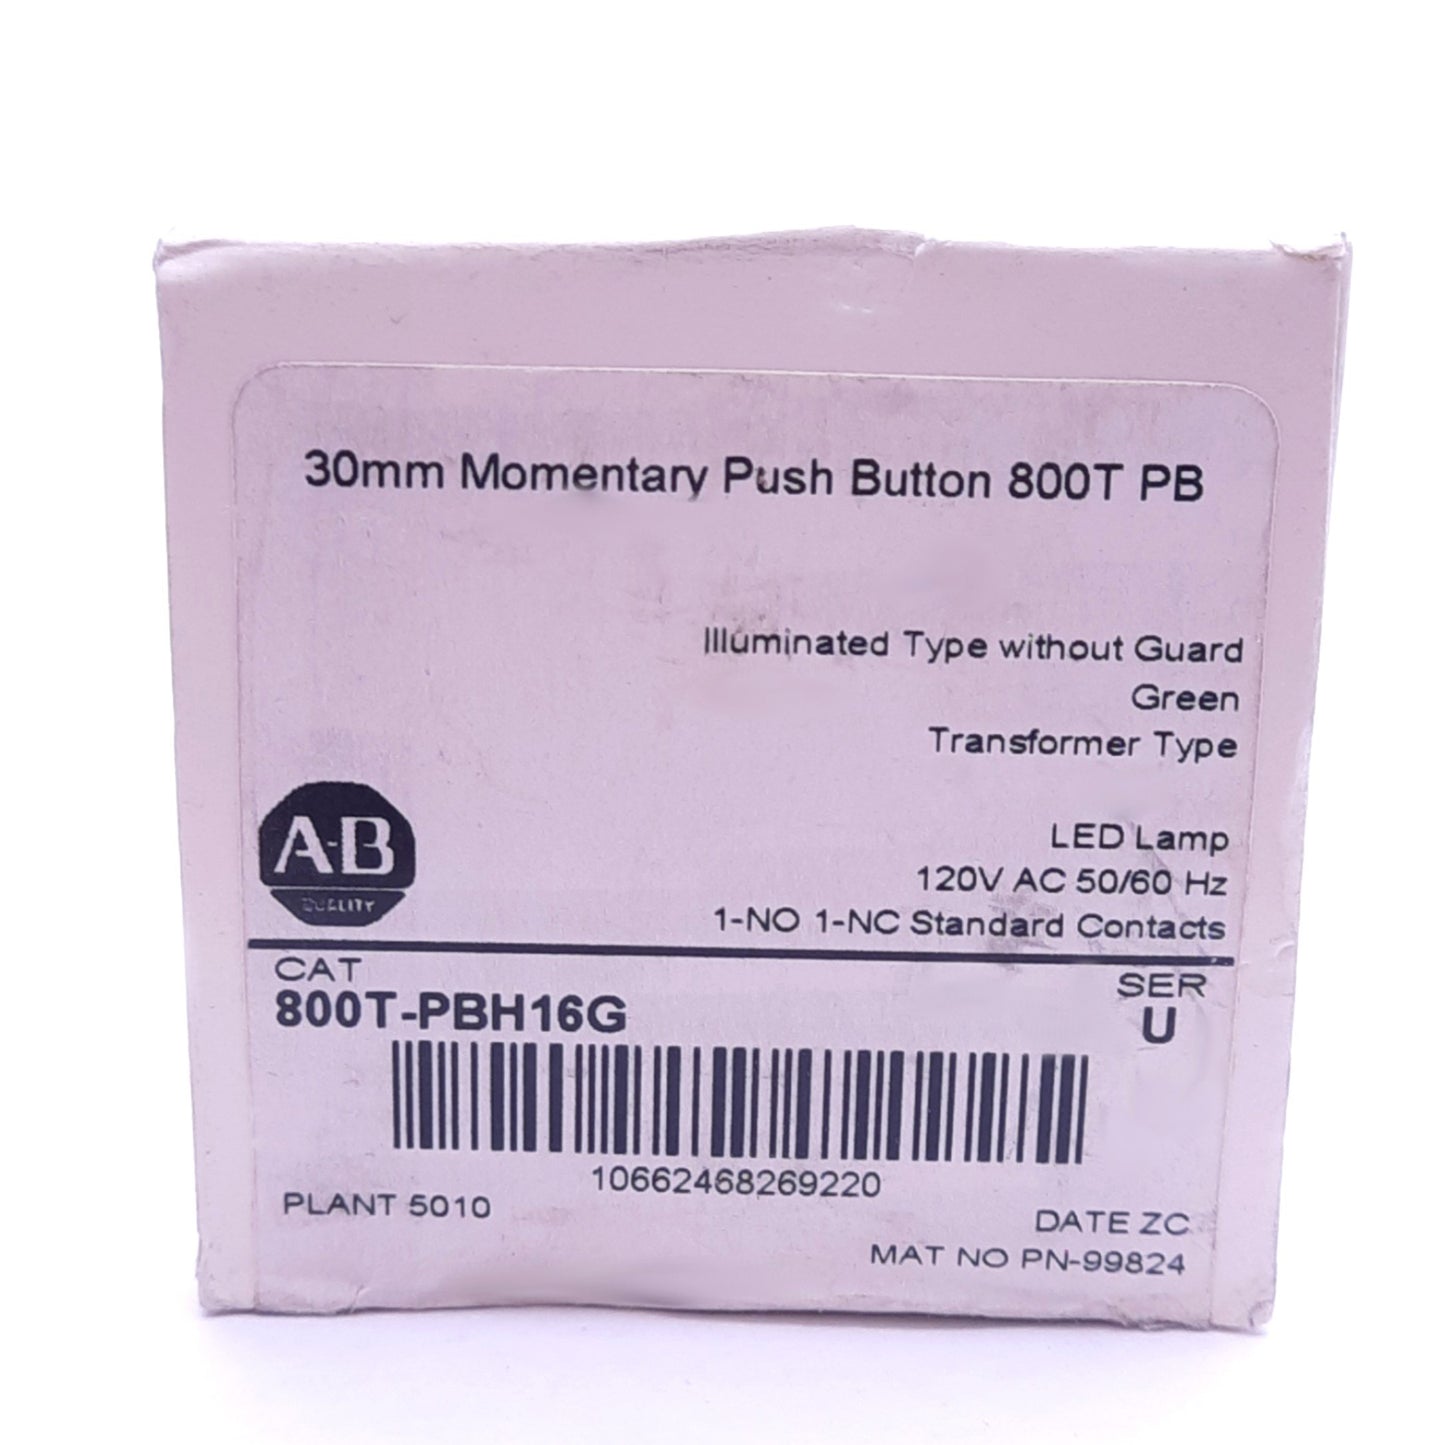 30mm Momentary Push Button 800T PB
Illuminated Type without Guard
Green
Transformer Type
LED Lamp
120V AC 50/60 Hz
1-NO 1-NC Standard Contacts
A-B
QUALITY
CAT
800T-PBH16G
SER
U
10662468269220
PLANT 5010
DATE ZC
MAT NO PN-99824